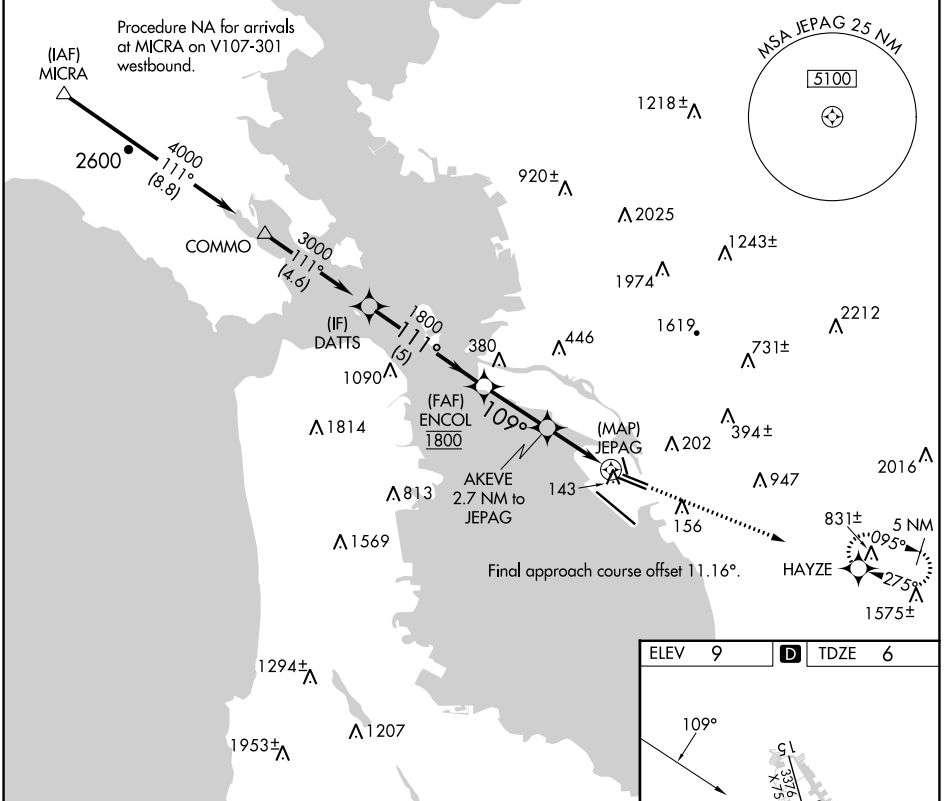 Procedure NA for arrivals
at MICRA on V107-301
westbound.
(IAF)
MICRA
2600
4000
111°
(8.8)
COMMO
3000
111°
(4.6)
(IF)
DATTS
1800
111°
(5)
MSA JEPAG 25 NM
5100
1218±
920±
2025
1243±
1974
2212
1619
731±
446
380
1090
(FAF)
ENCOL
1800
109°
1814
394±
(MAP)
JEPAG
202
2016
AKEVE
2.7 NM to
JEPAG
143
947
813
156
831±
5 NM
095°
HAYZE
275°
1575±
1569
Final approach course offset 11.16°.
1294±
1207
1953±
ELEV 9
D
TDZE 6
109°
15
3376
X 75